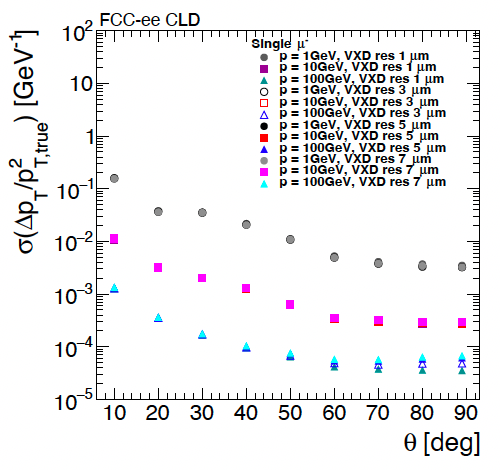 FCC-ee CLD
Single μ⁻
p = 1GeV, VXD res 1 μm
p = 10GeV, VXD res 1 μm
p = 100GeV, VXD res 1 μm
p = 1GeV, VXD res 3 μm
p = 10GeV, VXD res 3 μm
p = 100GeV, VXD res 3 μm
p = 1GeV, VXD res 5 μm
p = 10GeV, VXD res 5 μm
p = 100GeV, VXD res 5 μm
p = 1GeV, VXD res 7 μm
p = 10GeV, VXD res 7 μm
p = 100GeV, VXD res 7 μm
σ(Δp_T/p²_T,true) [GeV⁻¹]
10²
10
1
10⁻¹
10⁻²
10⁻³
10⁻⁴
10⁻⁵
10 20 30 40 50 60 70 80 90
θ [deg]